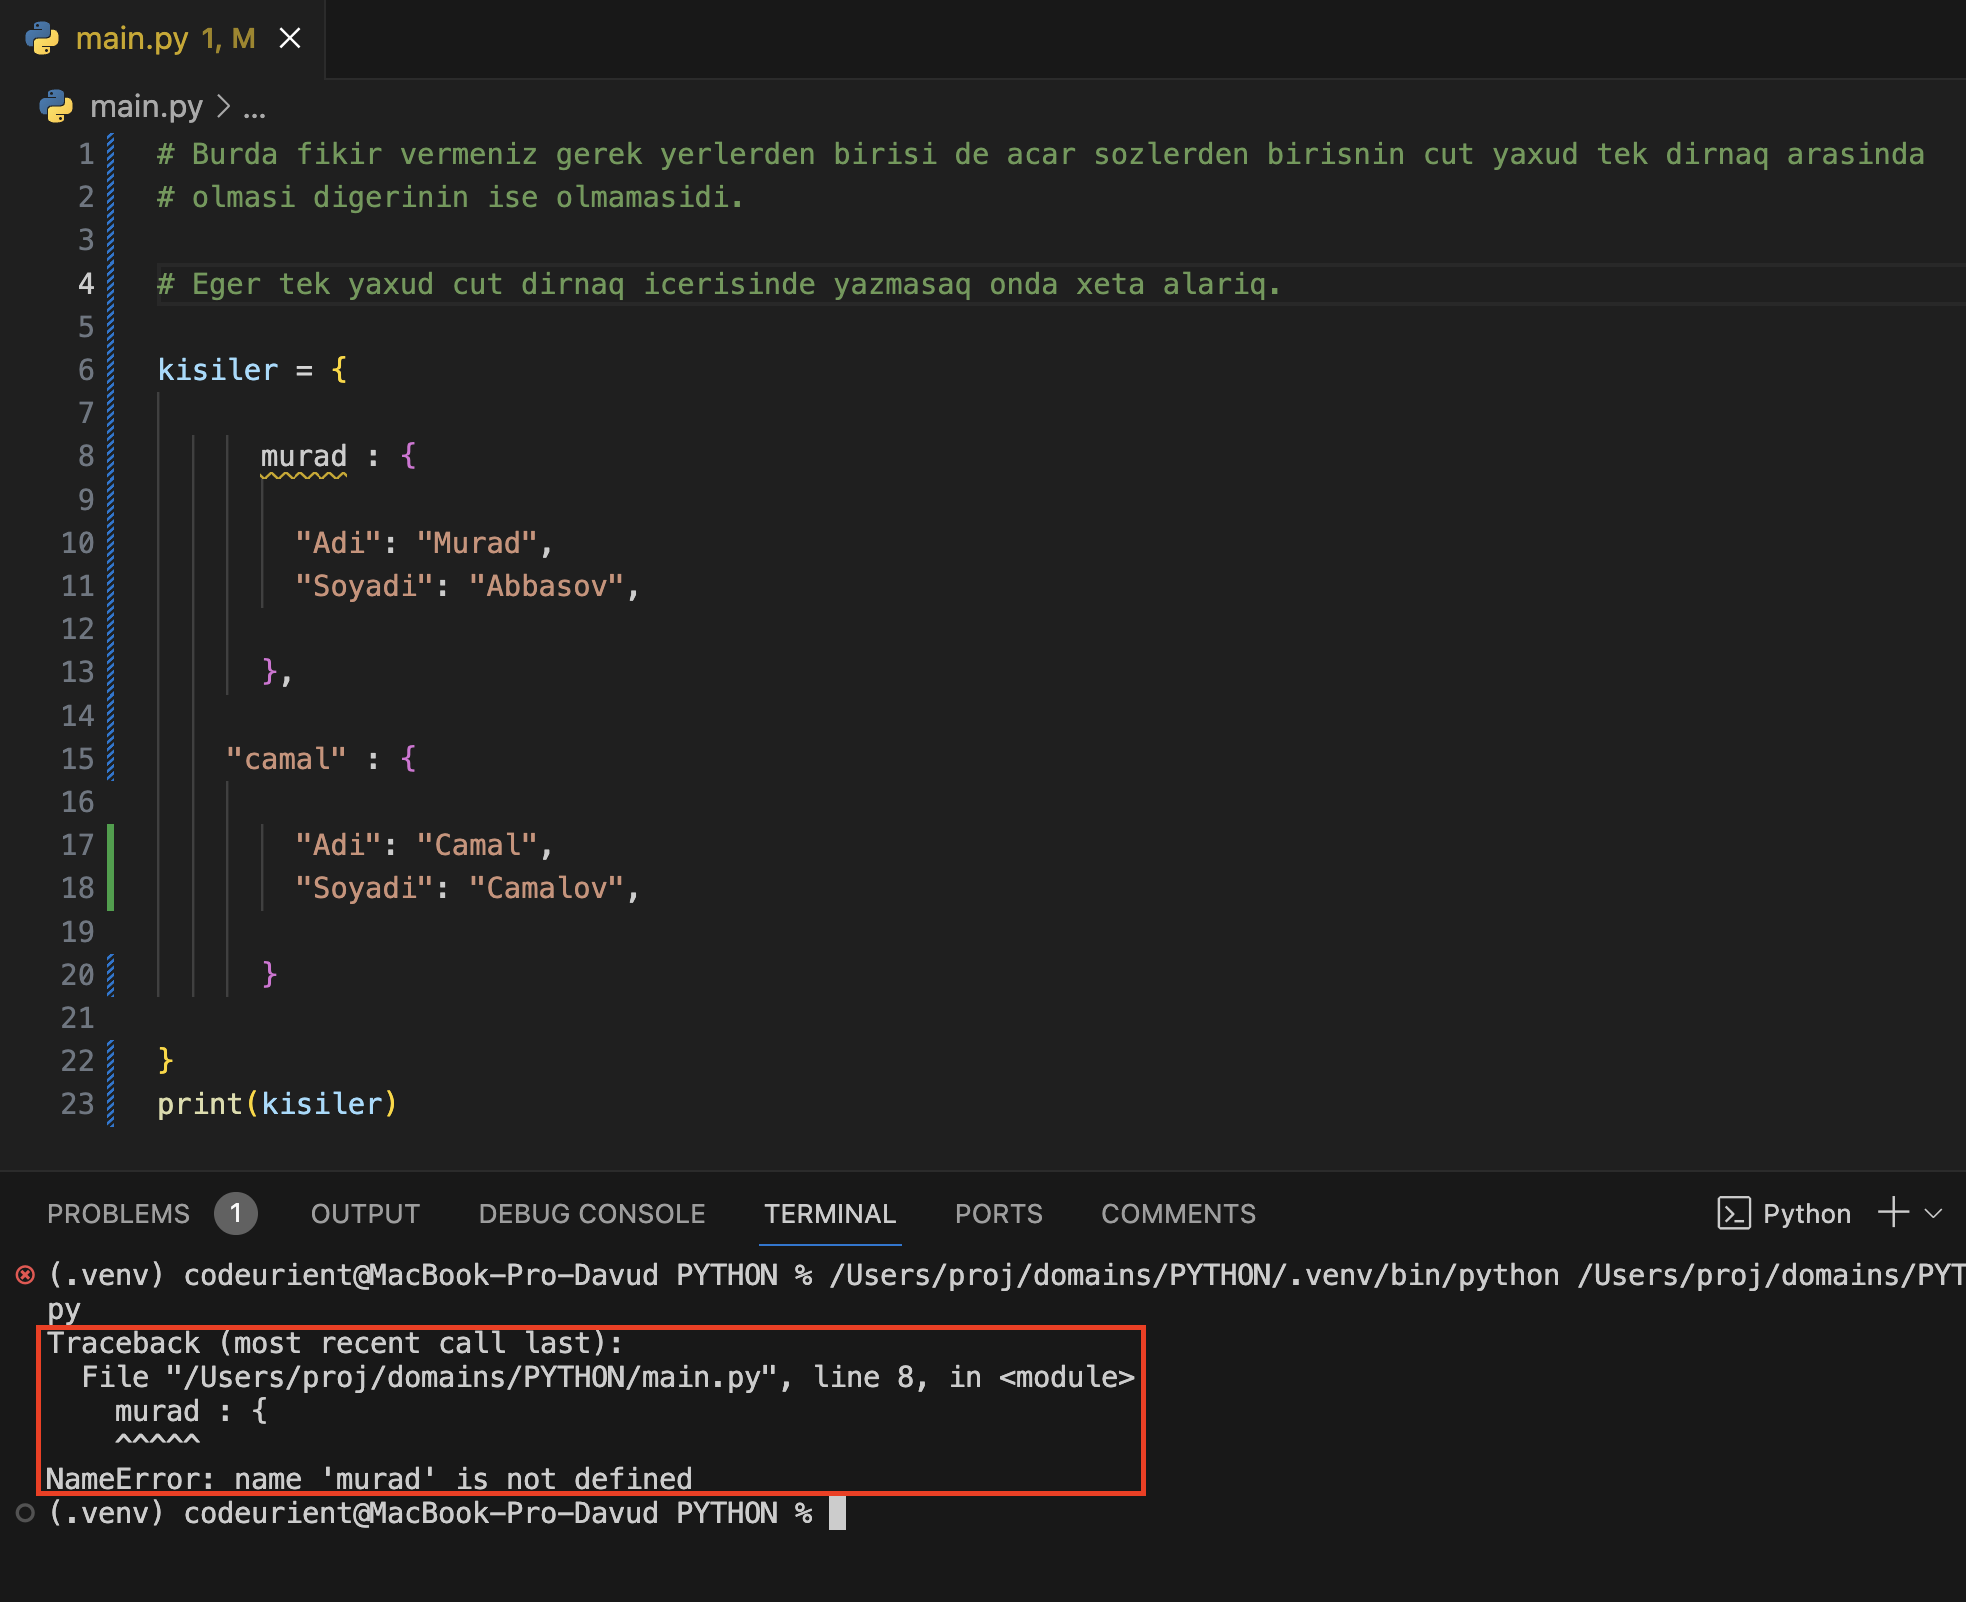 main.py 1, M
main.py > ...
1 # Burda fikir vermeniz gerek yerlerden birisi de acar sozlerden birisnin cut yaxud tek dirnaq arasinda
2 # olmasi digerinin ise olmamasidi.
3
4 # Eger tek yaxud cut dirnaq icerisinde yazmasaq onda xeta alariq.
5
6 kisiler = {
7
8 murad : {
9
10 "Adi": "Murad",
11 "Soyadi": "Abbasov",
12
13 },
14
15 "camal" : {
16
17 "Adi": "Camal",
18 "Soyadi": "Camalov",
19
20 }
21
22 }
23 print(kisiler)
PROBLEMS 1 OUTPUT DEBUG CONSOLE TERMINAL PORTS COMMENTS Python
(.venv) codeurient@MacBook-Pro-Davud PYTHON % /Users/proj/domains/PYTHON/.venv/bin/python /Users/proj/domains/PYT
py
Traceback (most recent call last):
File "/Users/proj/domains/PYTHON/main.py", line 8, in <module>
murad : {
^^^^^
NameError: name 'murad' is not defined
(.venv) codeurient@MacBook-Pro-Davud PYTHON %